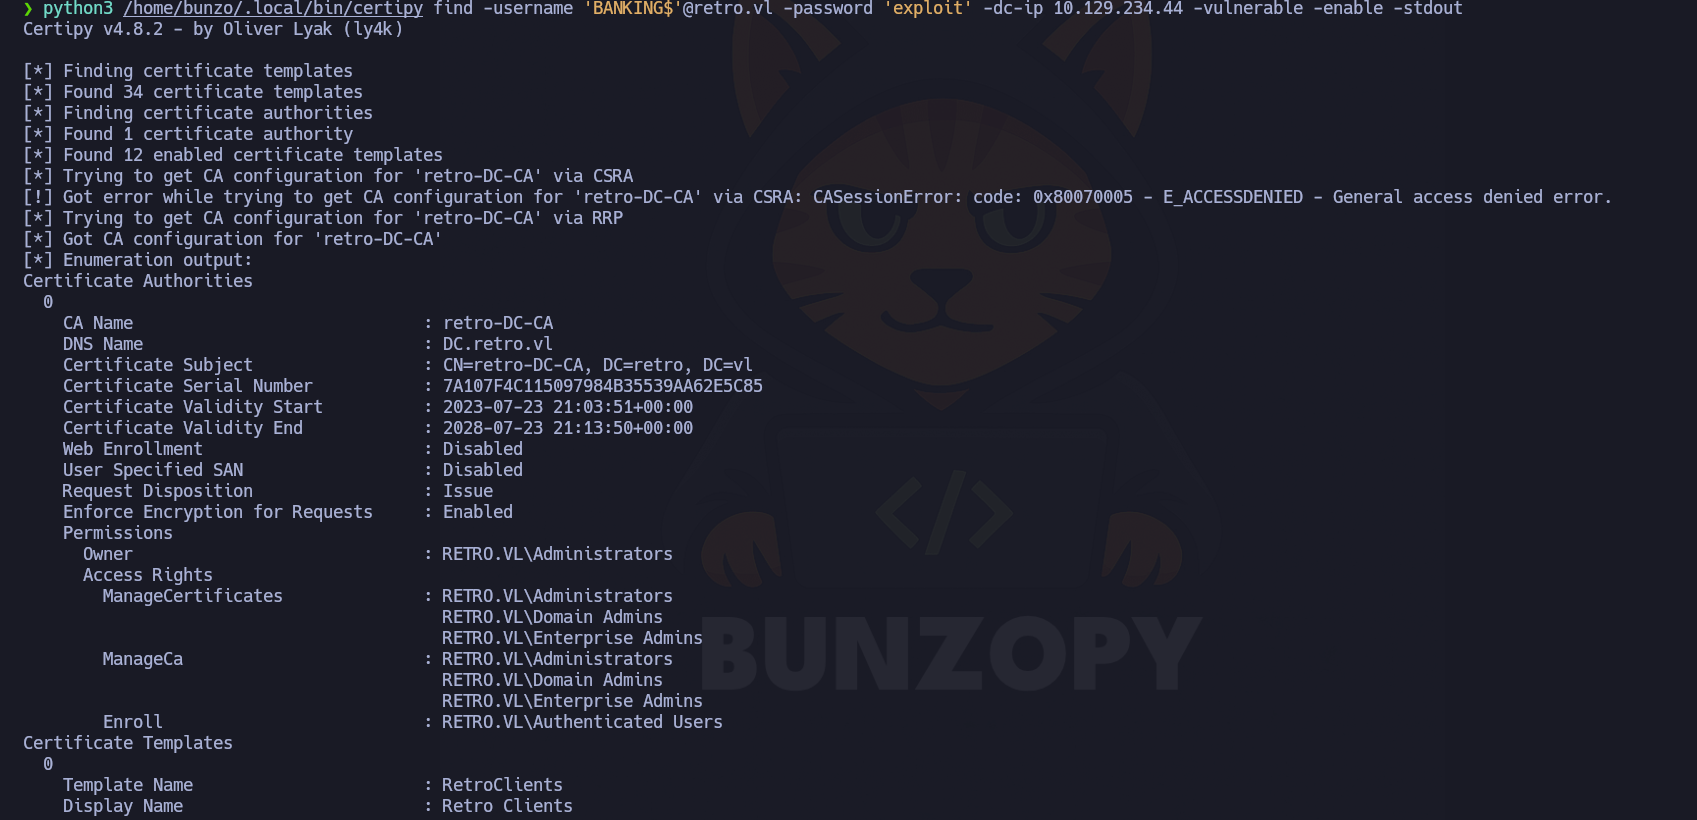 ❯ python3 /home/bunzo/.local/bin/certipy find -username 'BANKING$'@retro.vl -password 'exploit' -dc-ip 10.129.234.44 -vulnerable -enable -stdout
Certipy v4.8.2 - by Oliver Lyak (ly4k)
[*] Finding certificate templates
[*] Found 34 certificate templates
[*] Finding certificate authorities
[*] Found 1 certificate authority
[*] Found 12 enabled certificate templates
[*] Trying to get CA configuration for 'retro-DC-CA' via CSRA
[!] Got error while trying to get CA configuration for 'retro-DC-CA' via CSRA: CASessionError: code: 0x80070005 - E_ACCESSDENIED - General access denied error.
[*] Trying to get CA configuration for 'retro-DC-CA' via RRP
[*] Got CA configuration for 'retro-DC-CA'
[*] Enumeration output:
Certificate Authorities
0
CA Name : retro-DC-CA
DNS Name : DC.retro.vl
Certificate Subject : CN=retro-DC-CA, DC=retro, DC=vl
Certificate Serial Number : 7A107F4C115097984B35539AA62E5C85
Certificate Validity Start : 2023-07-23 21:03:51+00:00
Certificate Validity End : 2028-07-23 21:13:50+00:00
Web Enrollment : Disabled
User Specified SAN : Disabled
Request Disposition : Issue
Enforce Encryption for Requests : Enabled
Permissions
Owner : RETRO.VL\Administrators
Access Rights
ManageCertificates : RETRO.VL\Administrators
RETRO.VL\Domain Admins
RETRO.VL\Enterprise Admins
ManageCa : RETRO.VL\Administrators
RETRO.VL\Domain Admins
RETRO.VL\Enterprise Admins
Enroll : RETRO.VL\Authenticated Users
Certificate Templates
0
Template Name : RetroClients
Display Name : Retro Clients
</> 
BUNZOPY